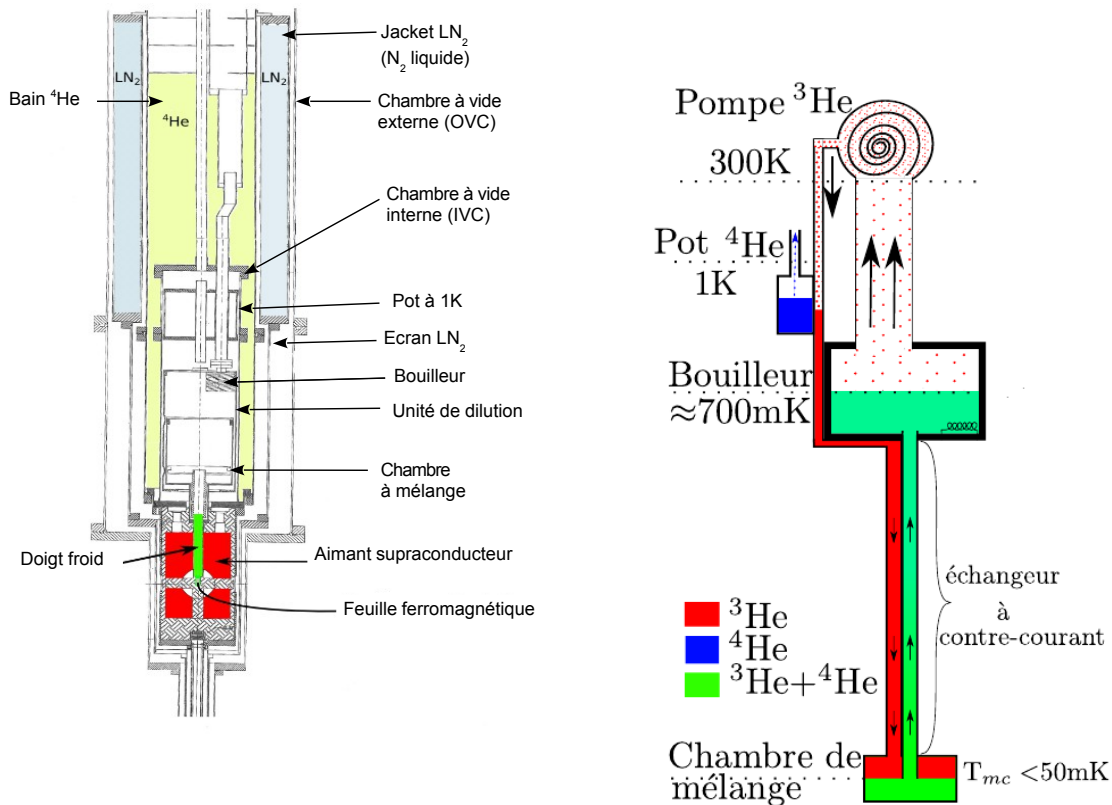 Jacket LN₂
(N₂ liquide)
LN₂
LN₂
Bain ⁴He
⁴He
Chambre à vide
externe (OVC)
Chambre à vide
interne (IVC)
Pot à 1K
Ecran LN₂
Bouilleur
Unité de dilution
Chambre
à mélange
Doigt froid
Aimant supraconducteur
Feuille ferromagnétique
Pompe ³He
300K
Pot ⁴He
1K
Bouilleur
≈700mK
échangeur
à
contre-courant
³He
⁴He
³He+⁴He
Chambre de
mélange
T_mc <50mK